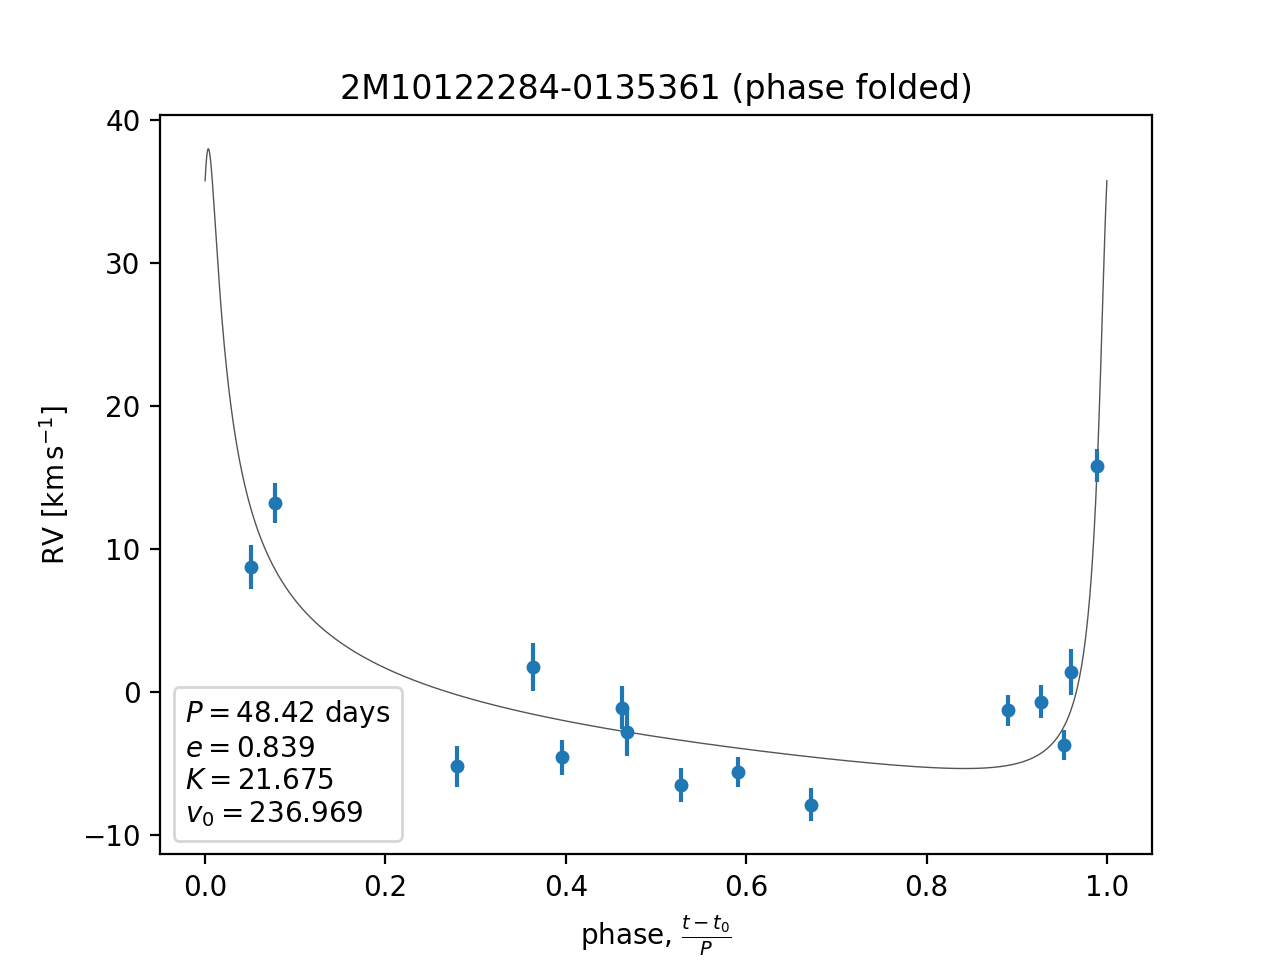 2M10122284-0135361 (phase folded)
40
30
20
10
0
−10
RV [km s⁻¹]
P = 48.42 days
e = 0.839
K = 21.675
v₀ = 236.969
0.0 0.2 0.4 0.6 0.8 1.0
phase, (t − t₀)/P